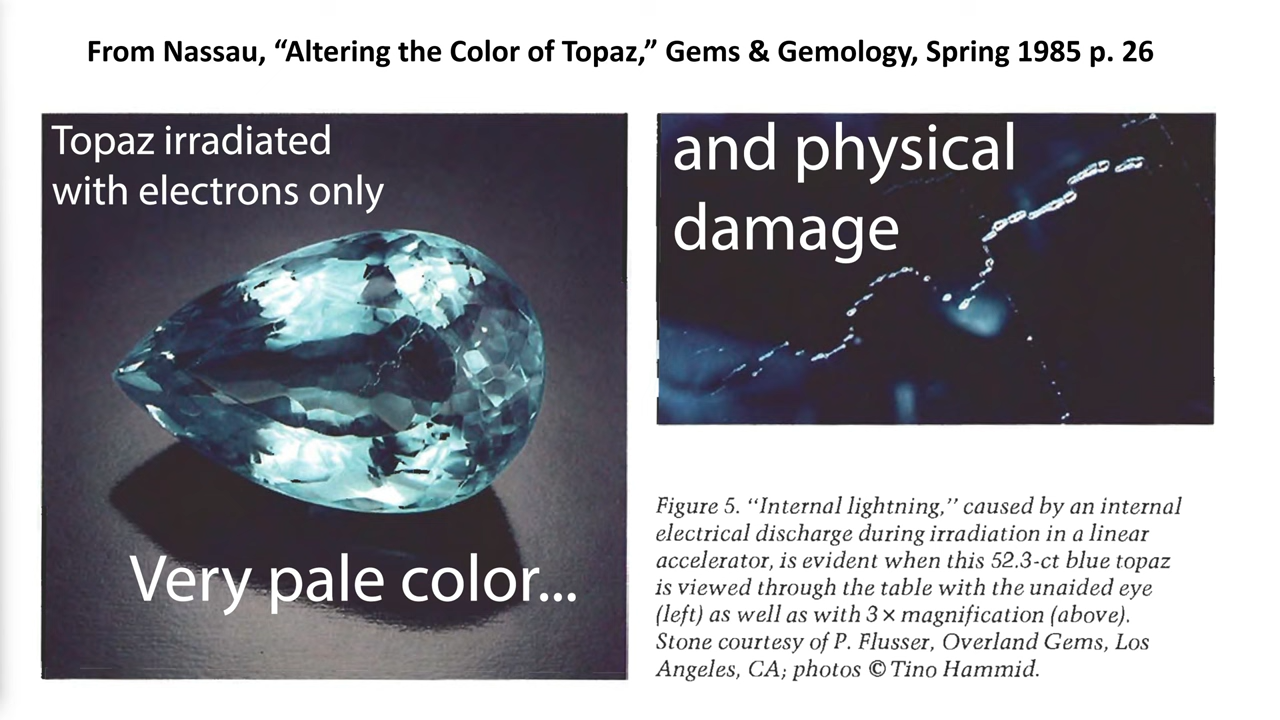 From Nassau, “Altering the Color of Topaz,” Gems & Gemology, Spring 1985 p. 26
Topaz irradiated
with electrons only
Very pale color...
and physical
damage
Figure 5. “Internal lightning,” caused by an internal
electrical discharge during irradiation in a linear
accelerator, is evident when this 52.3-ct blue topaz
is viewed through the table with the unaided eye
(left) as well as with 3 × magnification (above).
Stone courtesy of P. Flusser, Overland Gems, Los
Angeles, CA; photos © Tino Hammid.